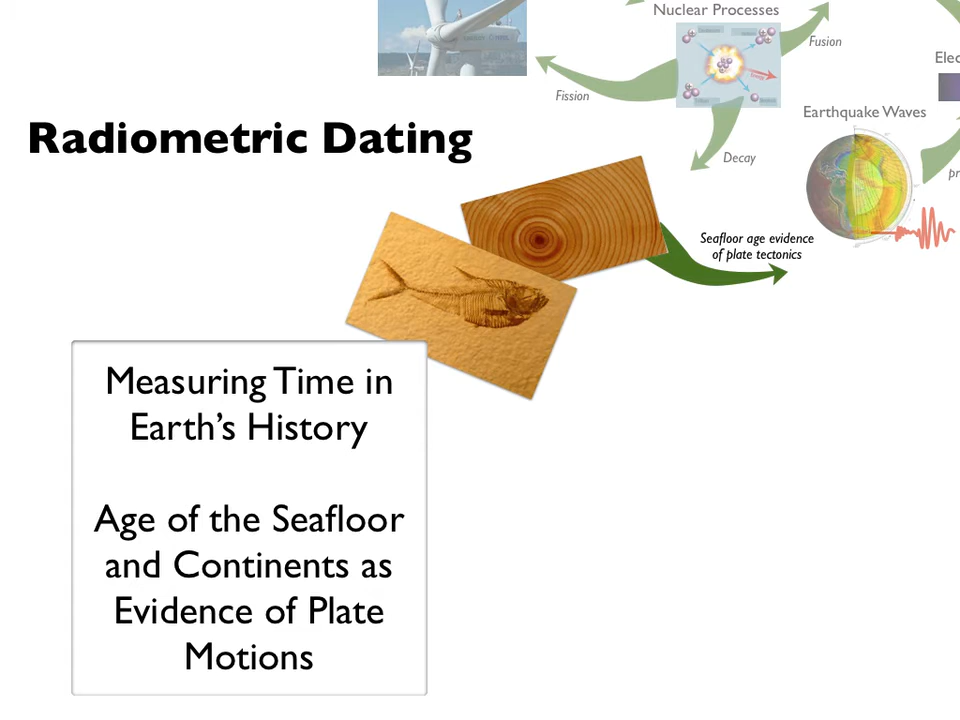 Nuclear Processes
Fusion
Fission
Earthquake Waves
Decay
Radiometric Dating
Seafloor age evidence
of plate tectonics
Measuring Time in
Earth's History
Age of the Seafloor
and Continents as
Evidence of Plate
Motions